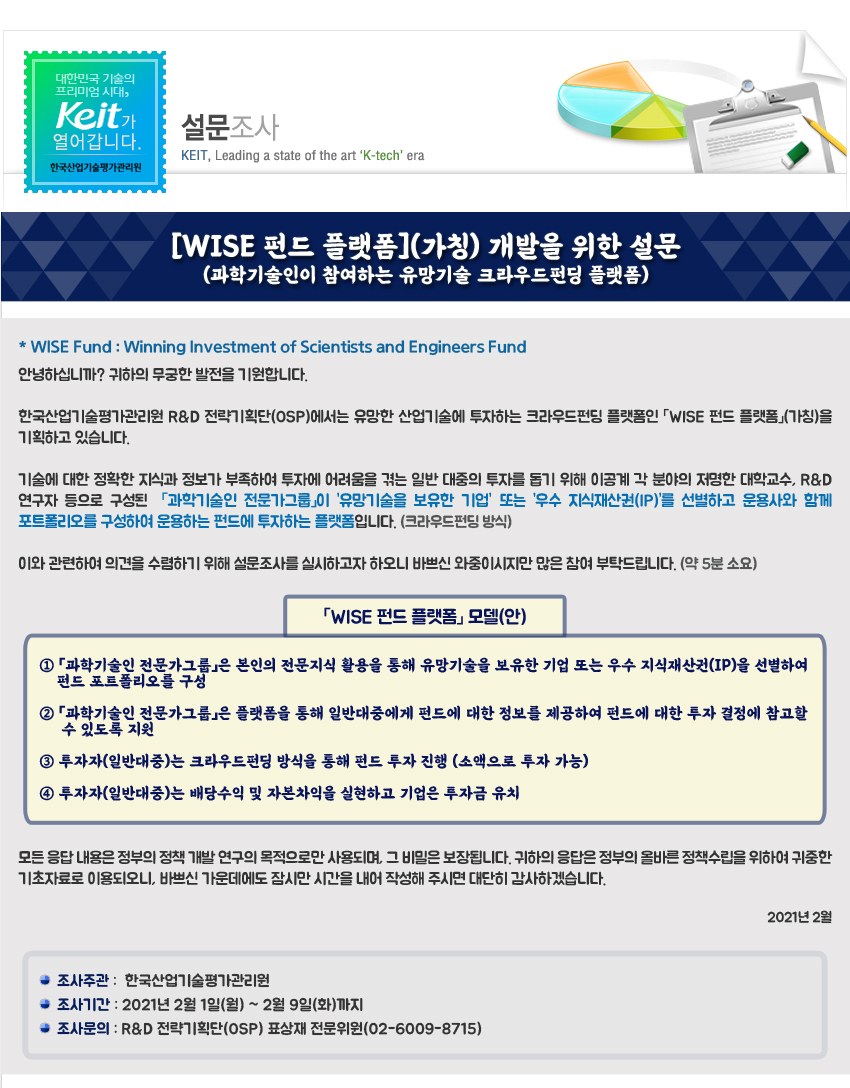 대한민국 기술의
프리미엄 시대,
Keit가
열어갑니다.
한국산업기술평가관리원
설문조사
KEIT, Leading a state of the art ‘K-tech’ era
[WISE 펀드 플랫폼](가칭) 개발을 위한 설문
(과학기술인이 참여하는 유망기술 크라우드펀딩 플랫폼)
* WISE Fund : Winning Investment of Scientists and Engineers Fund
안녕하십니까? 귀하의 무궁한 발전을 기원합니다.
한국산업기술평가관리원 R&D 전략기획단(OSP)에서는 유망한 산업기술에 투자하는 크라우드펀딩 플랫폼인 「WISE 펀드 플랫폼」(가칭)을
기획하고 있습니다.
기술에 대한 정확한 지식과 정보가 부족하여 투자에 어려움을 겪는 일반 대중의 투자를 돕기 위해 이공계 각 분야의 저명한 대학교수, R&D
연구자 등으로 구성된 「과학기술인 전문가그룹」이 '유망기술을 보유한 기업' 또는 '우수 지식재산권(IP)'를 선별하고 운용사와 함께
포트폴리오를 구성하여 운용하는 펀드에 투자하는 플랫폼입니다. (크라우드펀딩 방식)
이와 관련하여 의견을 수렴하기 위해 설문조사를 실시하고자 하오니 바쁘신 와중이시지만 많은 참여 부탁드립니다. (약 5분 소요)
「WISE 펀드 플랫폼」 모델(안)
① 「과학기술인 전문가그룹」은 본인의 전문지식 활용을 통해 유망기술을 보유한 기업 또는 우수 지식재산권(IP)을 선별하여
펀드 포트폴리오를 구성
② 「과학기술인 전문가그룹」은 플랫폼을 통해 일반대중에게 펀드에 대한 정보를 제공하여 펀드에 대한 투자 결정에 참고할
수 있도록 지원
③ 투자자(일반대중)는 크라우드펀딩 방식을 통해 펀드 투자 진행 (소액으로 투자 가능)
④ 투자자(일반대중)는 배당수익 및 자본차익을 실현하고 기업은 투자금 유치
모든 응답 내용은 정부의 정책 개발 연구의 목적으로만 사용되며, 그 비밀은 보장됩니다. 귀하의 응답은 정부의 올바른 정책수립을 위하여 귀중한
기초자료로 이용되오니, 바쁘신 가운데에도 잠시만 시간을 내어 작성해 주시면 대단히 감사하겠습니다.
2021년 2월
조사주관 : 한국산업기술평가관리원
조사기간 : 2021년 2월 1일(월) ~ 2월 9일(화)까지
조사문의 : R&D 전략기획단(OSP) 표상재 전문위원(02-6009-8715)